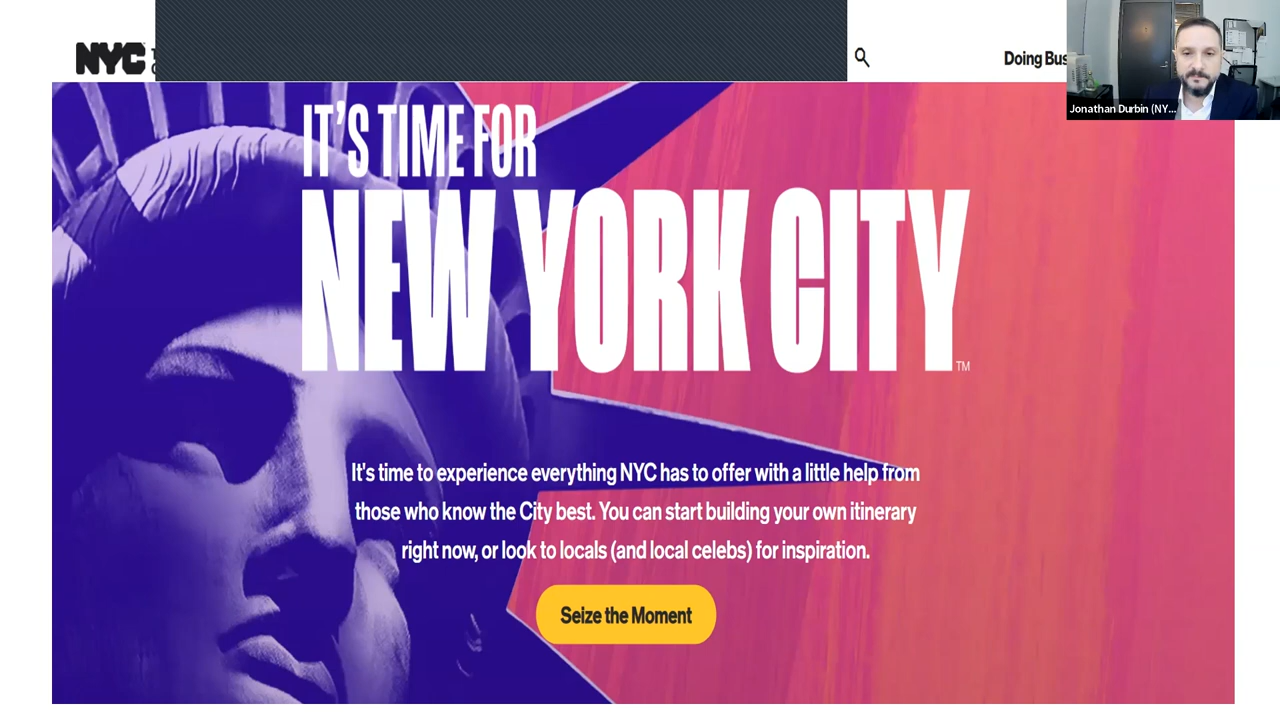 NYC
Doing Bus
Jonathan Durbin (NY...
IT'S TIME FOR
NEW YORK CITY
TM
It's time to experience everything NYC has to offer with a little help from
those who know the City best. You can start building your own itinerary
right now, or look to locals (and local celebs) for inspiration.
Seize the Moment